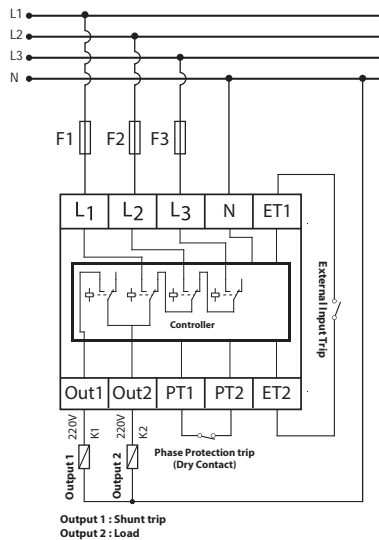 L1
L2
L3
N
F1 F2 F3
L1 L2 L3 N ET1
External Input Trip
Controller
Out1 Out2 PT1 PT2 ET2
220V K1 220V K2
Output 1 Output 2
Phase Protection trip
(Dry Contact)
Output 1 : Shunt trip
Output 2 : Load